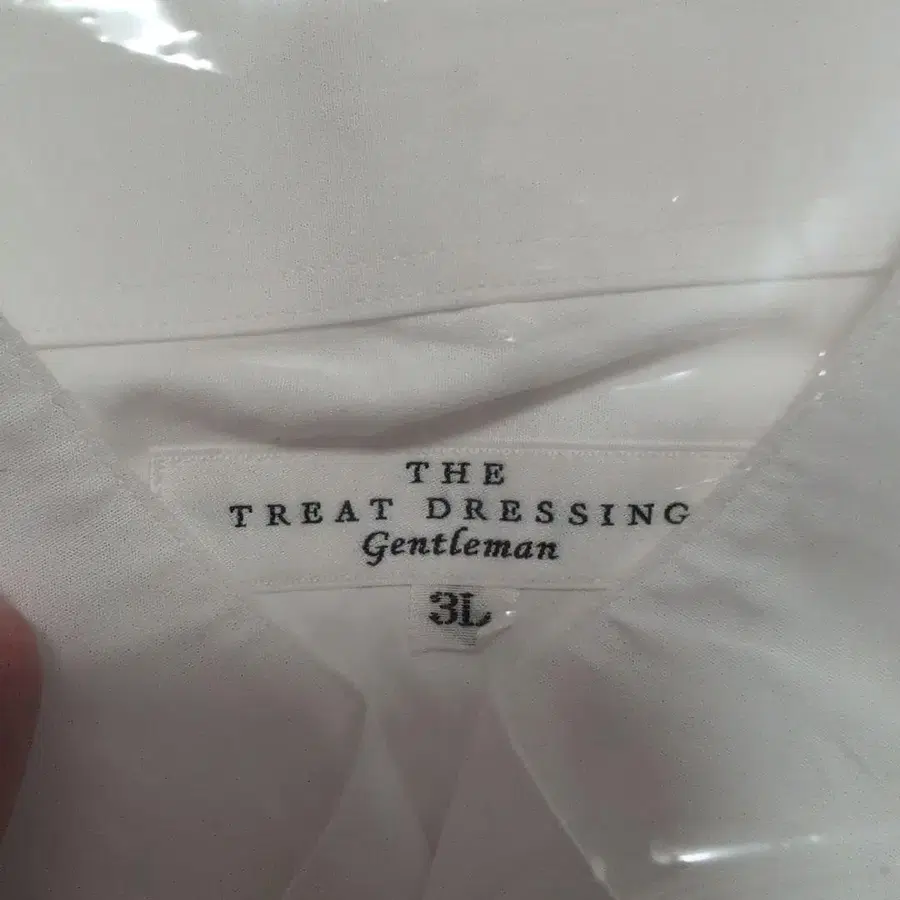 THE
TREAT DRESSING
Gentleman
3L